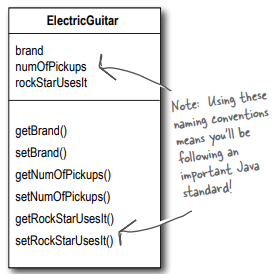 ElectricGuitar
brand
numOfPickups
rockStarUsesIt
getBrand()
setBrand()
getNumOfPickups()
setNumOfPickups()
getRockStarUsesIt()
setRockStarUsesIt()
Note: Using these
naming conventions
means you'll be
following an
important Java
standard!